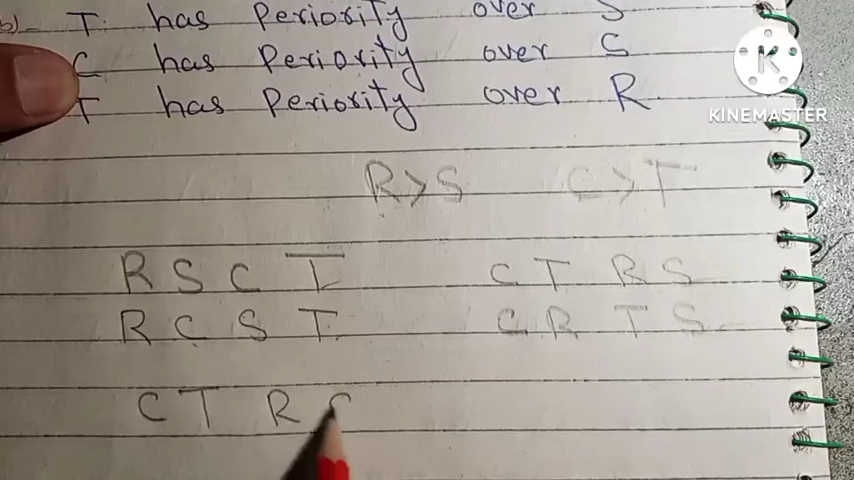 b) T has Periority over S
C has Periority over S
T has Periority over R
KINEMASTER
R>S C>T
R S C T C T R S
R C S T C R T S
C T R